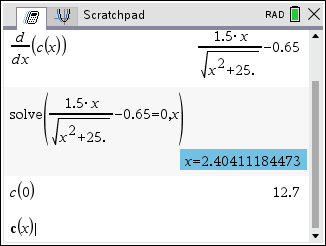 Scratchpad RAD
d/dx(c(x)) 1.5·x/√x²+25. −0.65
solve(1.5·x/√x²+25. −0.65=0,x)
x=2.40411184473
c(0) 12.7
c(x)